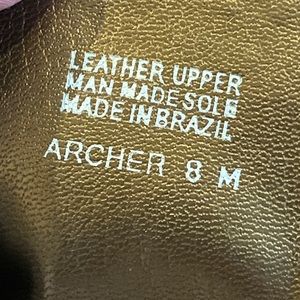 LEATHER UPPER
MAN MADE SOLE
MADE IN BRAZIL
ARCHER 8 M